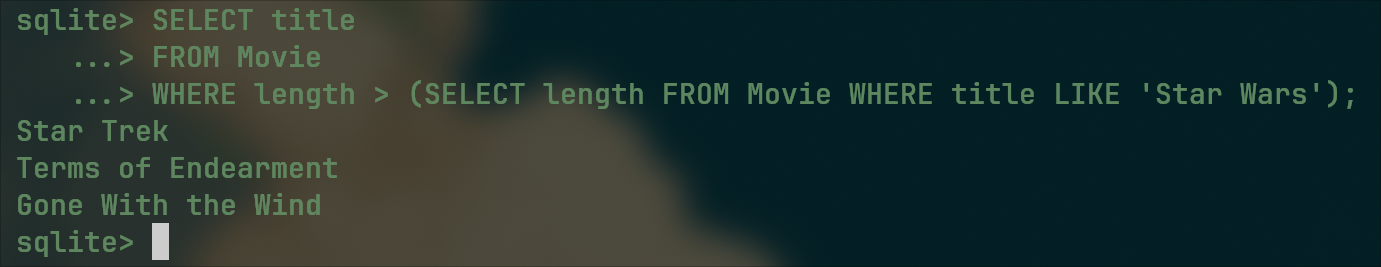 sqlite> SELECT title
...> FROM Movie
...> WHERE length > (SELECT length FROM Movie WHERE title LIKE 'Star Wars');
Star Trek
Terms of Endearment
Gone With the Wind
sqlite>